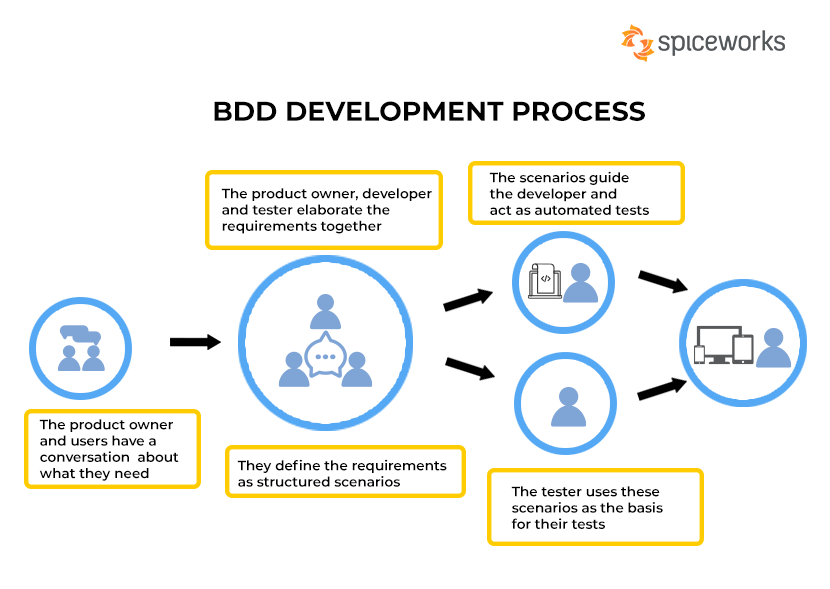 spiceworks
BDD DEVELOPMENT PROCESS
The product owner, developer
and tester elaborate the
requirements together
The scenarios guide
the developer and
act as automated tests
</>
The product owner
and users have a
conversation about
what they need
They define the requirements
as structured scenarios
The tester uses these
scenarios as the basis
for their tests